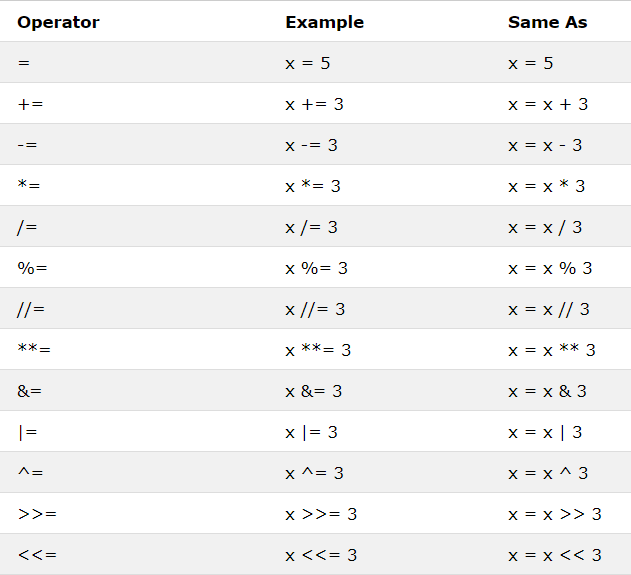 Operator Example Same As
= x = 5 x = 5
+= x += 3 x = x + 3
-= x -= 3 x = x - 3
*= x *= 3 x = x * 3
/= x /= 3 x = x / 3
%= x %= 3 x = x % 3
//= x //= 3 x = x // 3
**= x **= 3 x = x ** 3
&= x &= 3 x = x & 3
|= x |= 3 x = x | 3
^= x ^= 3 x = x ^ 3
>>= x >>= 3 x = x >> 3
<<= x <<= 3 x = x << 3